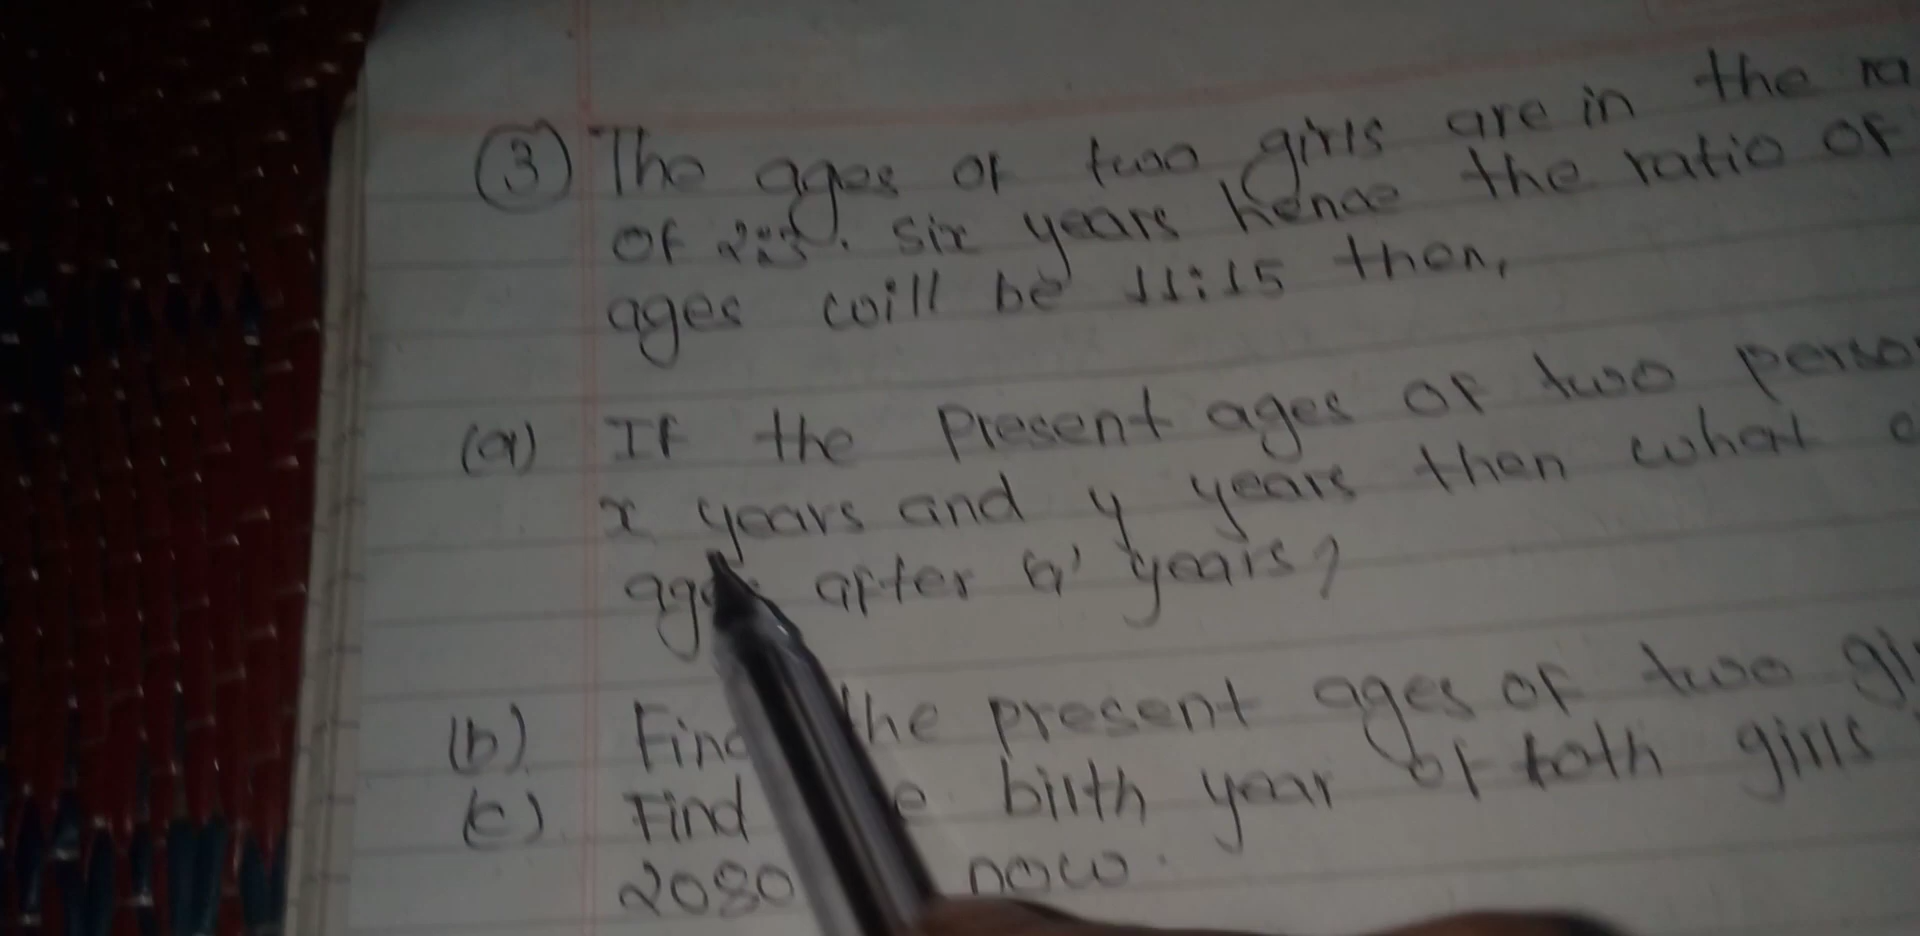 (3) The ages of two girls are in the ra
of 2:3. six years hence the ratio of
ages will be 11:15 then,
(a) If the present ages of two perso
x years and y years then what
age after 'a' years?
(b) Find the present ages of two gi
(c) Find birth year of both girls
2080 now.